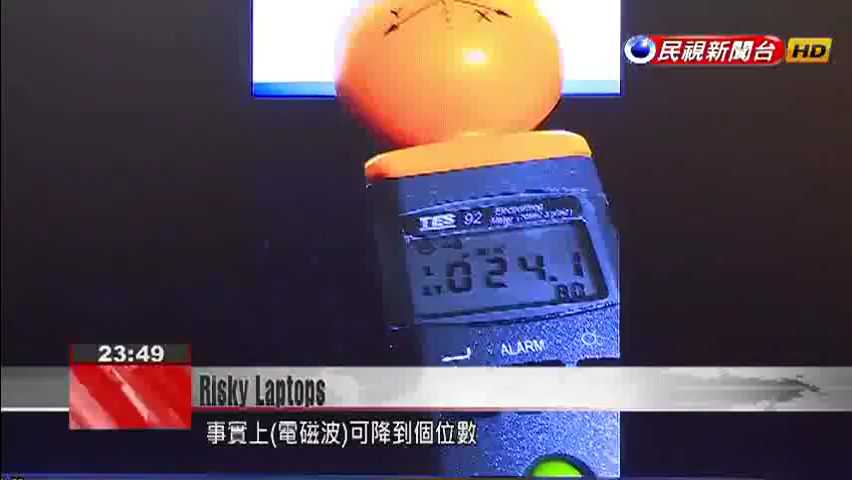 民視新聞台 HD
TES 92
024.1
ALARM
23:49
Risky Laptops
事實上(電磁波)可降到個位數